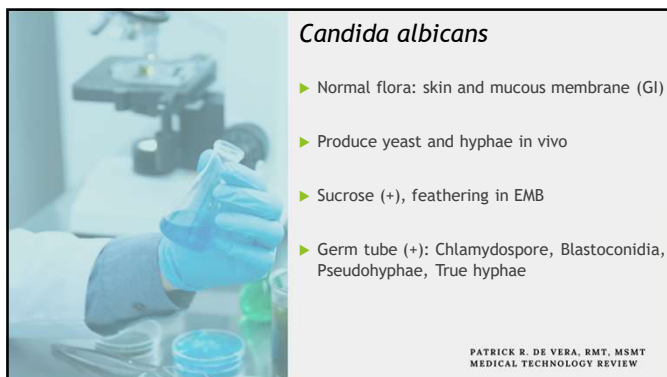 Candida albicans
▶ Normal flora: skin and mucous membrane (GI)
▶ Produce yeast and hyphae in vivo
▶ Sucrose (+), feathering in EMB
▶ Germ tube (+): Chlamydospore, Blastoconidia,
Pseudohyphae, True hyphae
PATRICK R. DE VERA, RMT, MSMT
MEDICAL TECHNOLOGY REVIEW